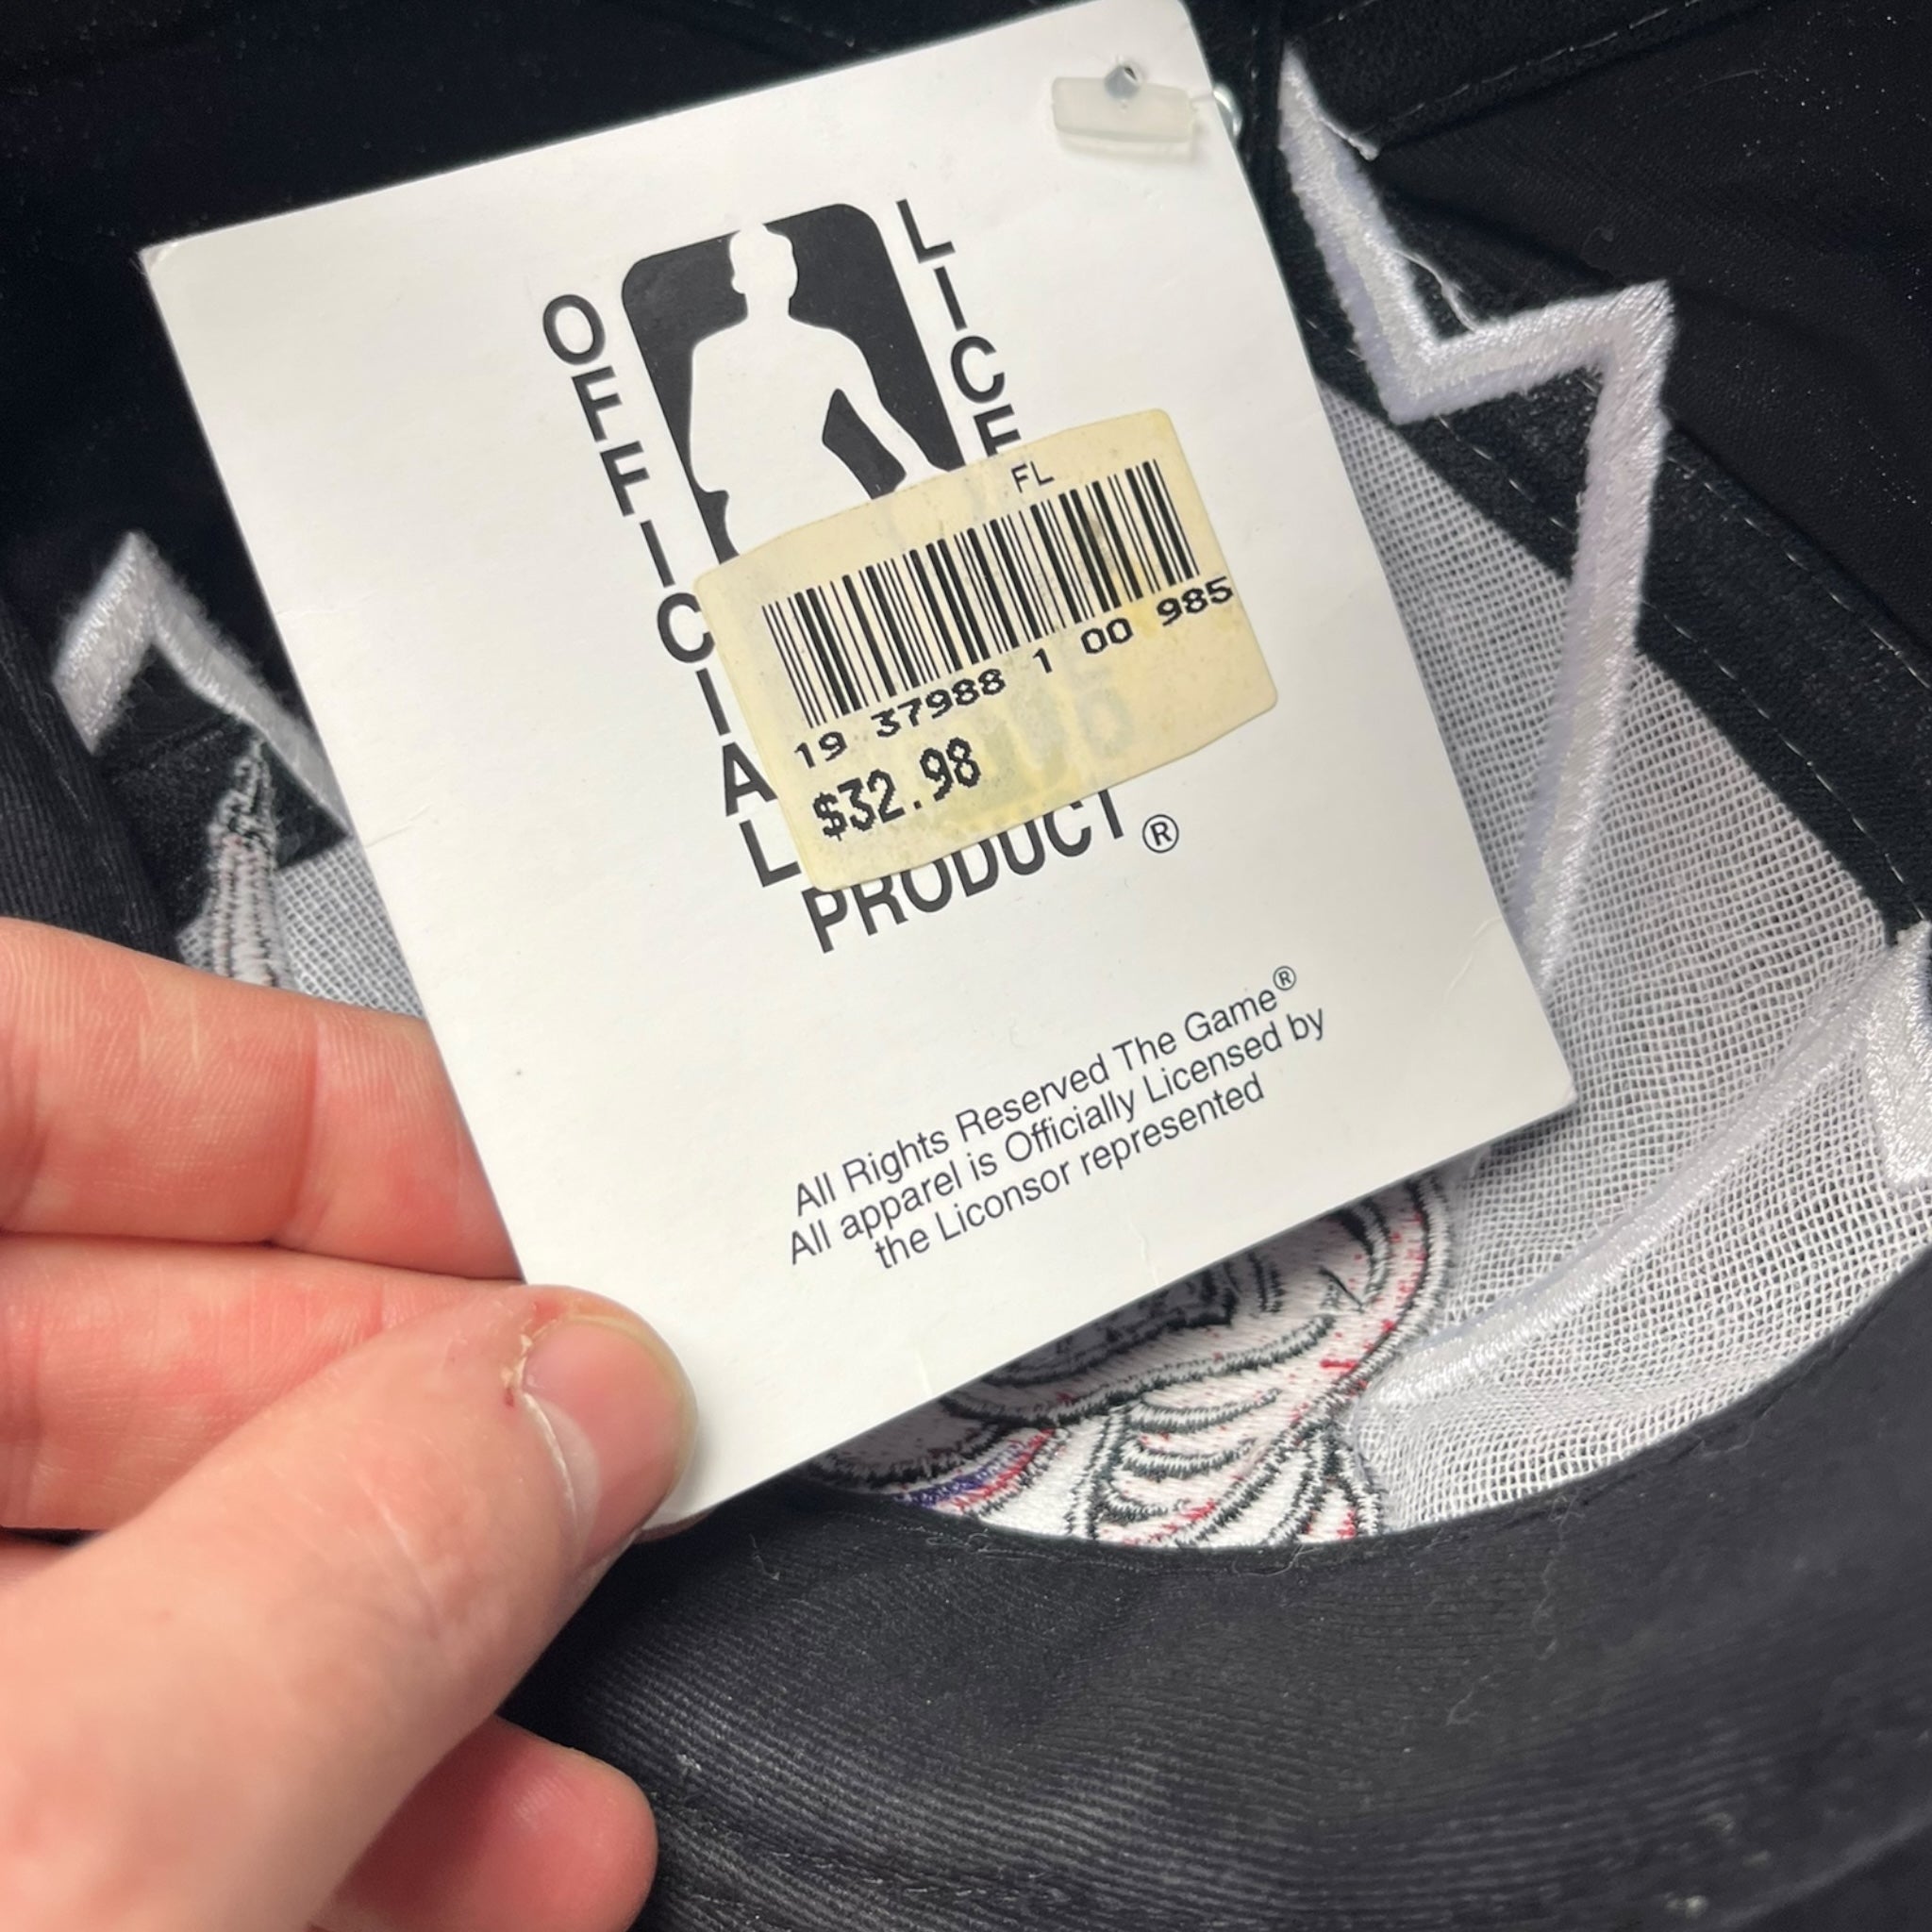 OFFICIAL
LICE
PRODUCT®
FL
19 37988 1 00 985
$32.98
All Rights Reserved The Game®
All apparel is Officially Licensed by
the Liconsor represented